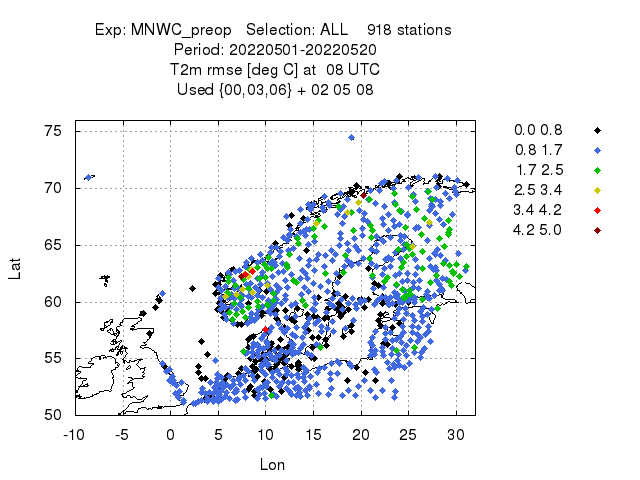 Exp: MNWC_preop   Selection: ALL    918 stations
Period: 20220501-20220520
T2m rmse [deg C] at  08 UTC
Used {00,03,06} + 02 05 08
75
70
65
60
55
50
Lat
-10 -5 0 5 10 15 20 25 30
Lon
0.0 0.8
0.8 1.7
1.7 2.5
2.5 3.4
3.4 4.2
4.2 5.0